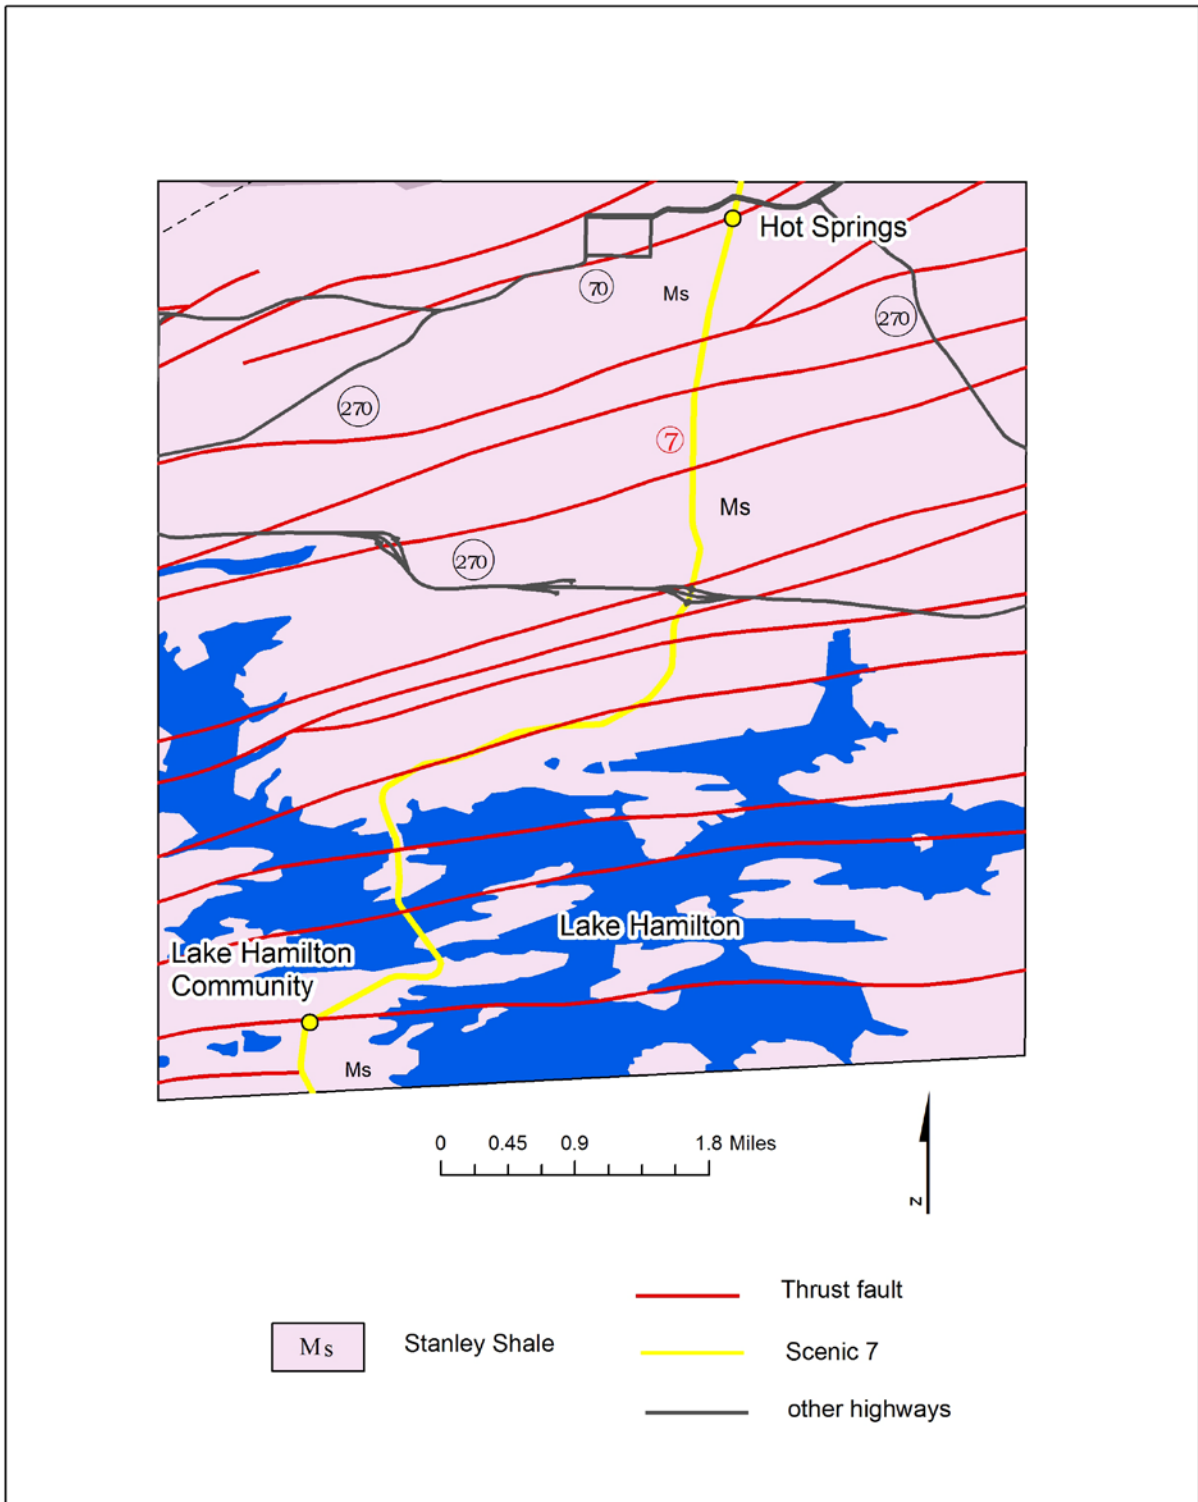 Hot Springs
70
Ms
270
270
7
Ms
270
Lake Hamilton
Lake Hamilton
Community
Ms
0 0.45 0.9 1.8 Miles
N
Thrust fault
Ms Stanley Shale
Scenic 7
other highways